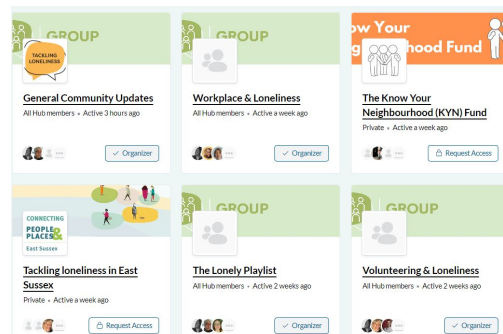 GROUP
TACKLING
LONELINESS
General Community Updates
All Hub members • Active 3 hours ago
Organizer
GROUP
Workplace & Loneliness
All Hub members • Active a week ago
Organizer
ow Your
hood Fund
The Know Your
Neighbourhood (KYN) Fund
Private • Active a week ago
Request Access
CONNECTING
PEOPLE
PLACES&
East Sussex
Tackling loneliness in East
Sussex
Private • Active a week ago
Request Access
GROUP
The Lonely Playlist
All Hub members • Active 2 weeks ago
Organizer
GROUP
Volunteering & Loneliness
All Hub members • Active 2 weeks ago
Organizer